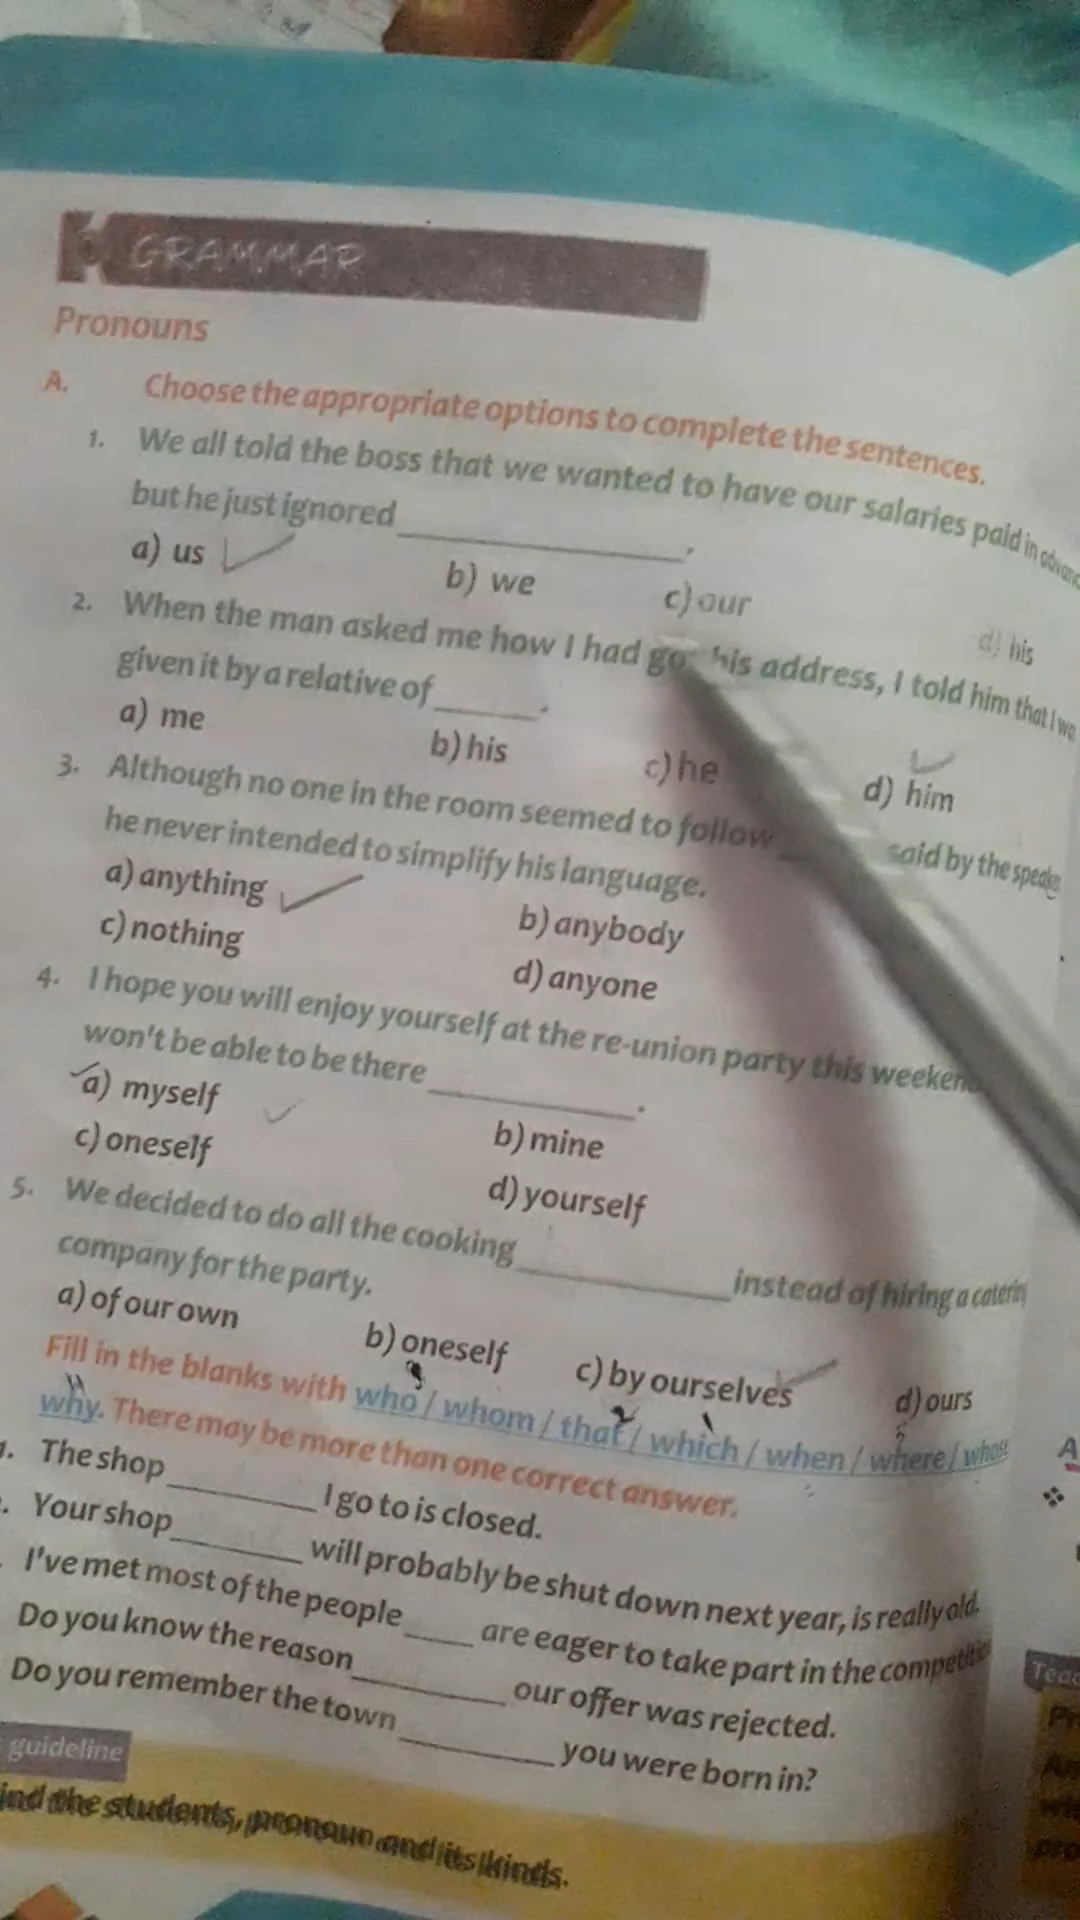 GRAMMAR
Pronouns
A. Choose the appropriate options to complete the sentences.
1. We all told the boss that we wanted to have our salaries paid in
but he just ignored ________.
a) us b) we c) our d) his
2. When the man asked me how I had his address, I told him that I
given it by a relative of ________.
a) me b) his c) he d) him
3. Although no one in the room seemed to follow said by the
he never intended to simplify his language.
a) anything b) anybody
c) nothing d) anyone
4. I hope you will enjoy yourself at the re-union party this
won't be able to be there ________.
a) myself b) mine
c) oneself d) yourself
5. We decided to do all the cooking ________ instead of hiring a
company for the party.
a) of our own b) oneself c) by ourselves d) ours
Fill in the blanks with who / whom / that / which / when / where / whose
why. There may be more than one correct answer.
The shop ________ I go to is closed.
Your shop ________ will probably be shut down next year, is really old.
I've met most of the people ____ are eager to take part in the
Do you know the reason ________ our offer was rejected.
Do you remember the town ________ you were born in?
guideline
the students, pronoun and its kinds.